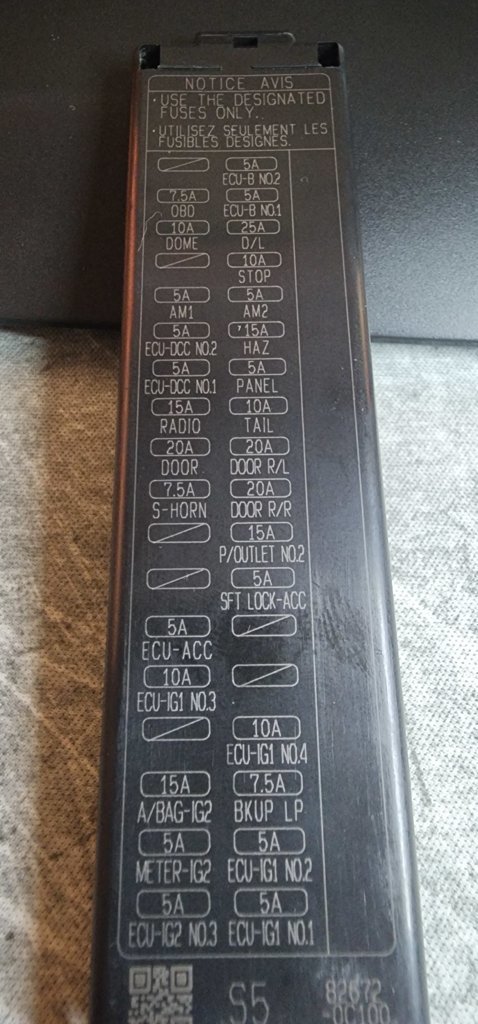 NOTICE AVIS
·USE THE DESIGNATED
FUSES ONLY.
·UTILISEZ SEULEMENT LES
FUSIBLES DÉSIGNÉS.
5A
ECU-B NO.2
7.5A 5A
OBD ECU-B NO.1
10A 25A
DOME D/L
10A
STOP
5A 5A
AM1 AM2
5A 15A
ECU-DCC NO.2 HAZ
5A 5A
ECU-DCC NO.1 PANEL
15A 10A
RADIO TAIL
20A 20A
DOOR DOOR R/L
7.5A 20A
S-HORN DOOR R/R
15A
P/OUTLET NO.2
5A
SFT LOCK-ACC
5A
ECU-ACC
10A
ECU-IG1 NO.3
10A
ECU-IG1 NO.4
15A 7.5A
A/BAG-IG2 BKUP LP
5A 5A
METER-IG2 ECU-IG1 NO.2
5A 5A
ECU-IG2 NO.3 ECU-IG1 NO.1
S5 82672
-0C100